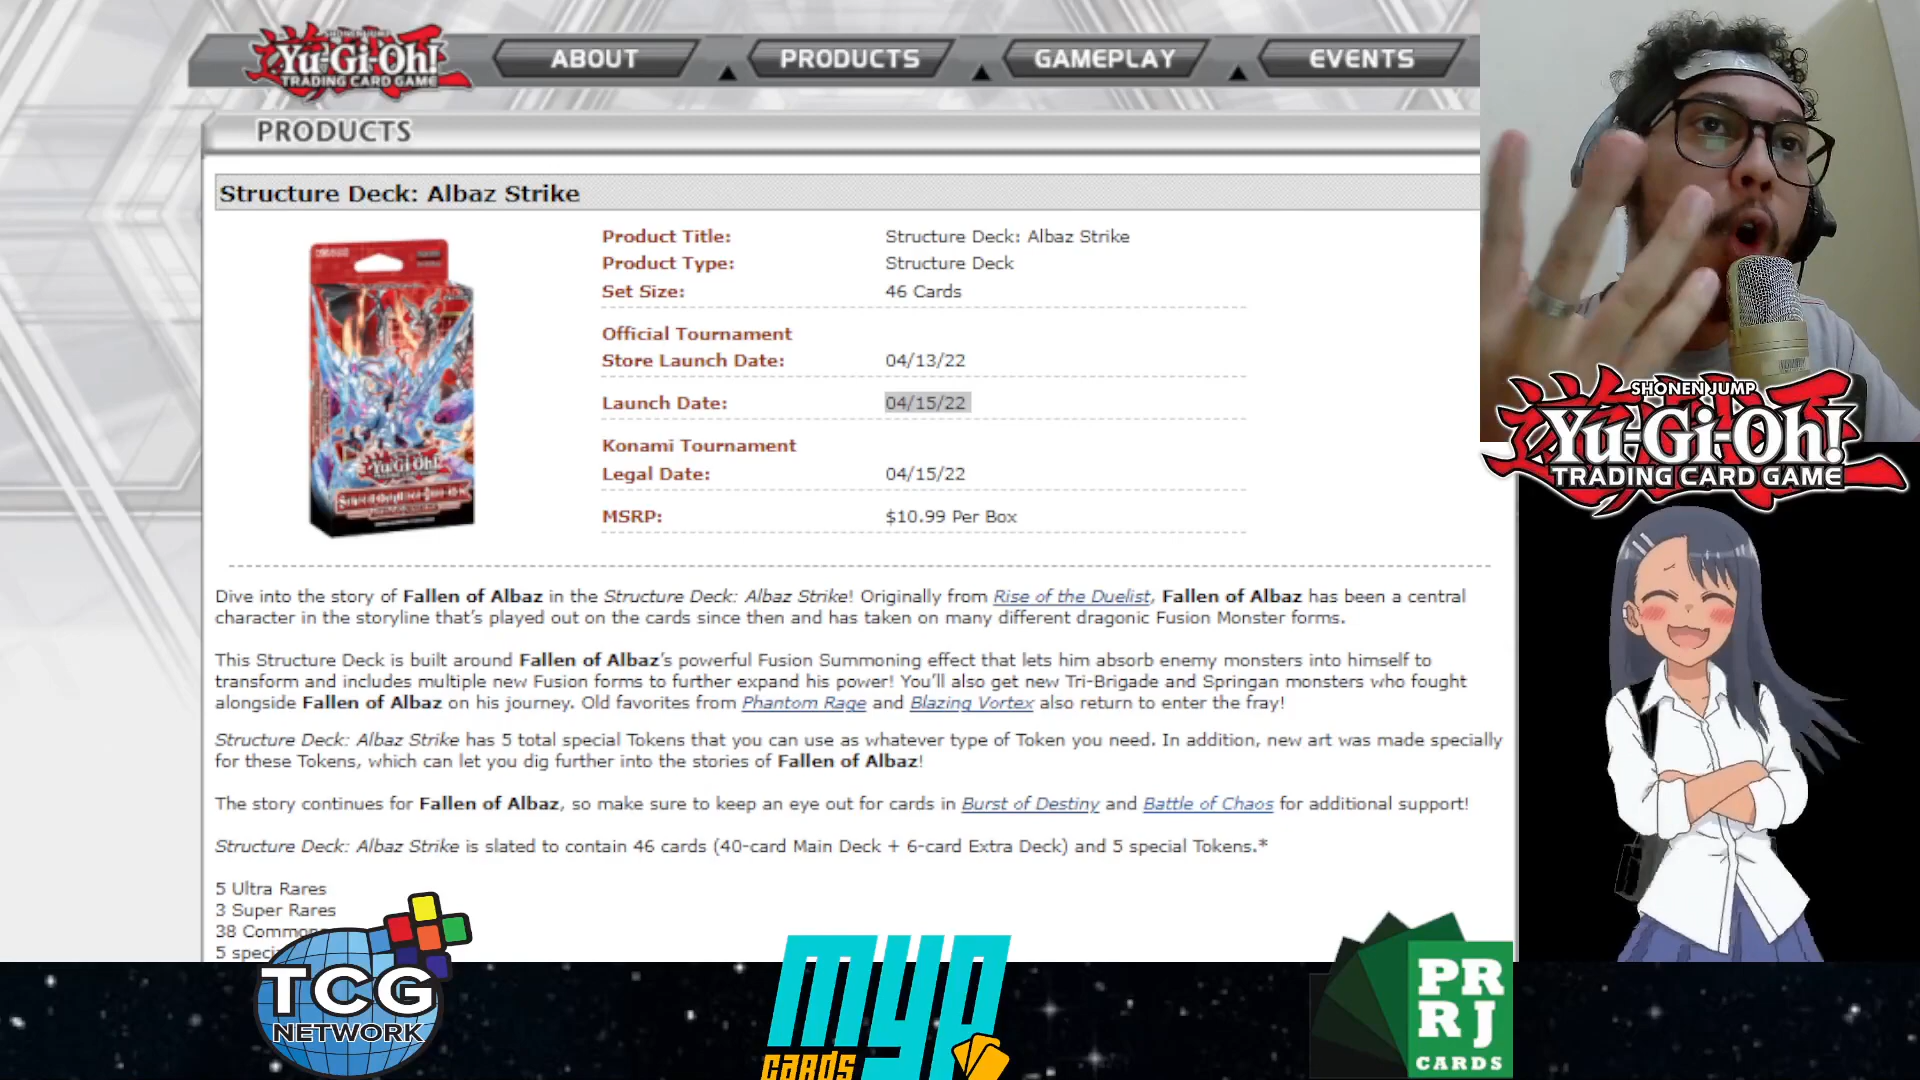 SHONEN JUMP
Yu-Gi-Oh!
TRADING CARD GAME
ABOUT
PRODUCTS
GAMEPLAY
EVENTS
PRODUCTS
Structure Deck: Albaz Strike
Product Title: Structure Deck: Albaz Strike
Product Type: Structure Deck
Set Size: 46 Cards
Official Tournament
Store Launch Date: 04/13/22
Launch Date: 04/15/22
Konami Tournament
Legal Date: 04/15/22
MSRP: $10.99 Per Box
Yu-Gi-Oh!
STRUCTURE DECK
Dive into the story of Fallen of Albaz in the Structure Deck: Albaz Strike! Originally from Rise of the Duelist, Fallen of Albaz has been a central
character in the storyline that's played out on the cards since then and has taken on many different dragonic Fusion Monster forms.
This Structure Deck is built around Fallen of Albaz's powerful Fusion Summoning effect that lets him absorb enemy monsters into himself to
transform and includes multiple new Fusion forms to further expand his power! You'll also get new Tri-Brigade and Springan monsters who fought
alongside Fallen of Albaz on his journey. Old favorites from Phantom Rage and Blazing Vortex also return to enter the fray!
Structure Deck: Albaz Strike has 5 total special Tokens that you can use as whatever type of Token you need. In addition, new art was made specially
for these Tokens, which can let you dig further into the stories of Fallen of Albaz!
The story continues for Fallen of Albaz, so make sure to keep an eye out for cards in Burst of Destiny and Battle of Chaos for additional support!
Structure Deck: Albaz Strike is slated to contain 46 cards (40-card Main Deck + 6-card Extra Deck) and 5 special Tokens.*
5 Ultra Rares
3 Super Rares
38 Commons
5 speci
SHONEN JUMP
Yu-Gi-Oh!
TRADING CARD GAME
TCG
NETWORK
myp
cards
PR
RJ
CARDS